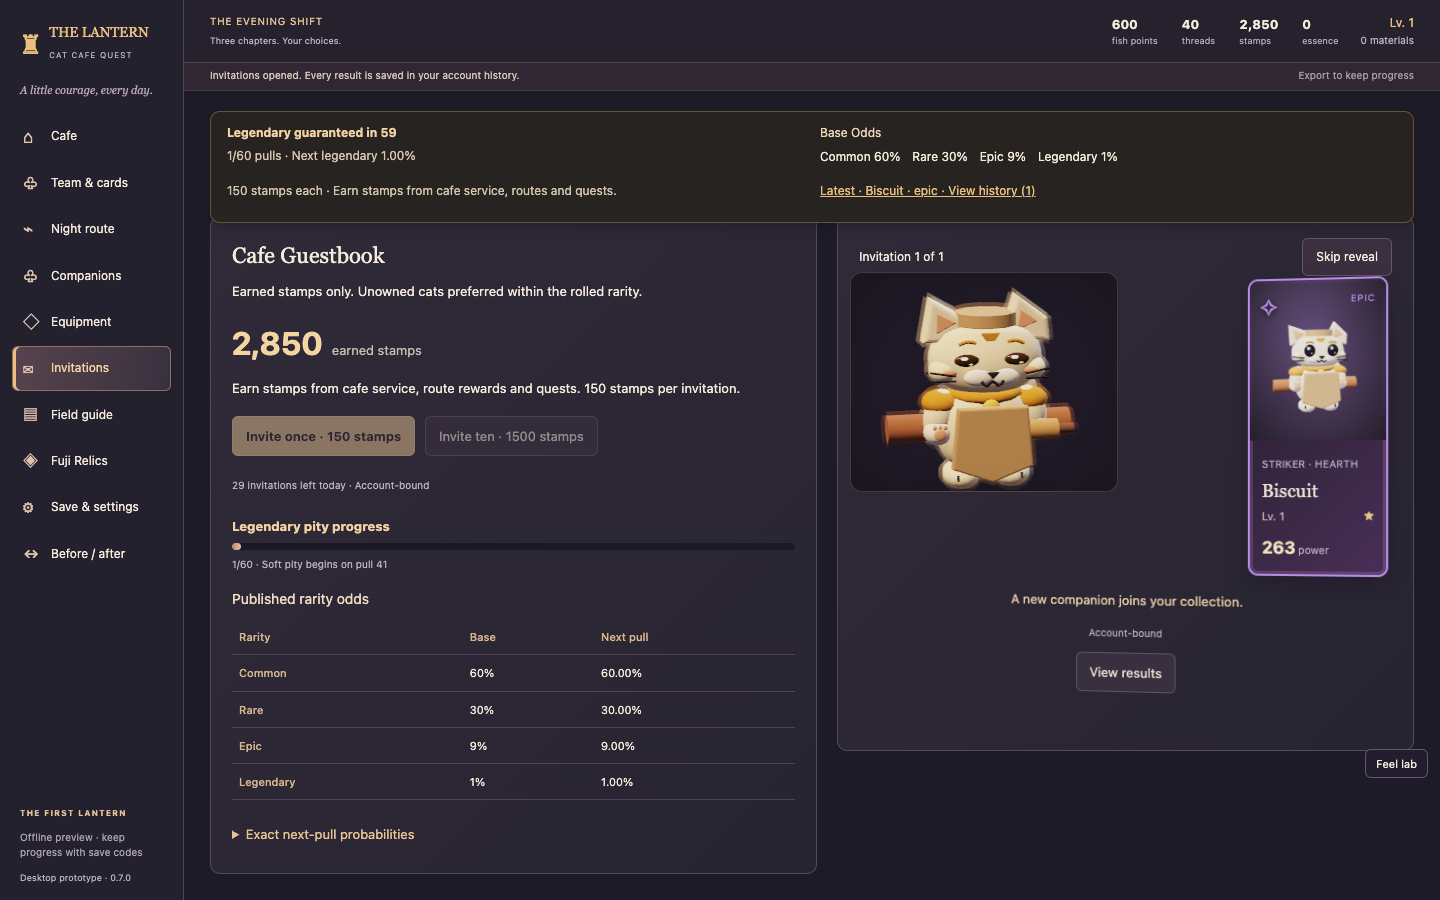 THE LANTERN
CAT CAFE QUEST
A little courage, every day.
Cafe
Team & cards
Night route
Companions
Equipment
Invitations
Field guide
Fuji Relics
Save & settings
Before / after
THE FIRST LANTERN
Offline preview · keep
progress with save codes
Desktop prototype · 0.7.0
THE EVENING SHIFT
Three chapters. Your choices.
600 fish points
40 threads
2,850 stamps
0 essence
Lv. 1
0 materials
Invitations opened. Every result is saved in your account history.
Export to keep progress
Legendary guaranteed in 59
1/60 pulls · Next legendary 1.00%
150 stamps each · Earn stamps from cafe service, routes and quests.
Base Odds
Common 60% Rare 30% Epic 9% Legendary 1%
Latest · Biscuit · epic · View history (1)
Cafe Guestbook
Earned stamps only. Unowned cats preferred within the rolled rarity.
2,850 earned stamps
Earn stamps from cafe service, route rewards and quests. 150 stamps per invitation.
Invite once · 150 stamps
Invite ten · 1500 stamps
29 invitations left today · Account-bound
Legendary pity progress
1/60 · Soft pity begins on pull 41
Published rarity odds
Rarity Base Next pull
Common 60% 60.00%
Rare 30% 30.00%
Epic 9% 9.00%
Legendary 1% 1.00%
Exact next-pull probabilities
Invitation 1 of 1
Skip reveal
EPIC
STRIKER · HEARTH
Biscuit
Lv. 1
263 power
A new companion joins your collection.
Account-bound
View results
Feel lab